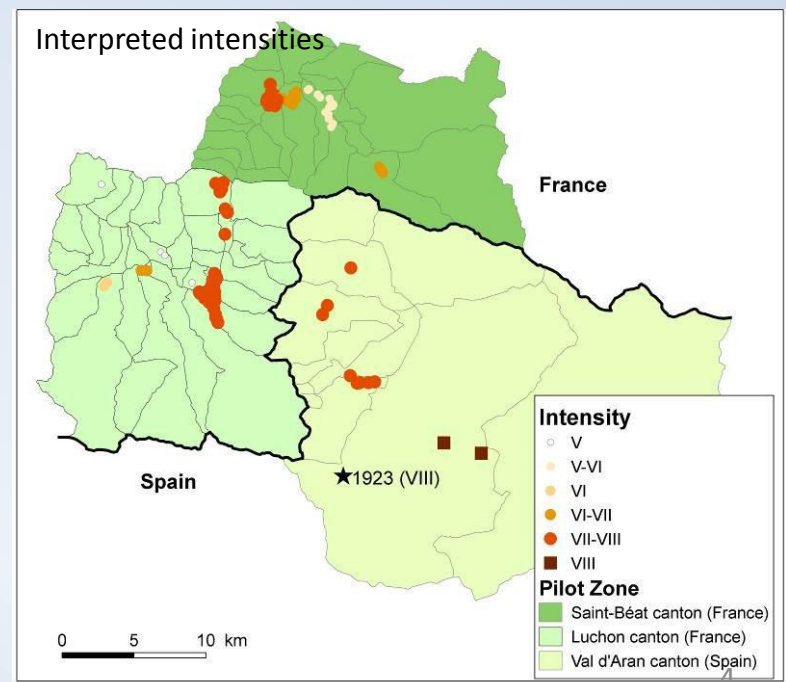 Interpreted intensities
France
Spain
1923 (VIII)
Intensity
V
V-VI
VI
VI-VII
VII-VIII
VIII
Pilot Zone
Saint-Béat canton (France)
Luchon canton (France)
Val d'Aran canton (Spain)
0 5 10 km